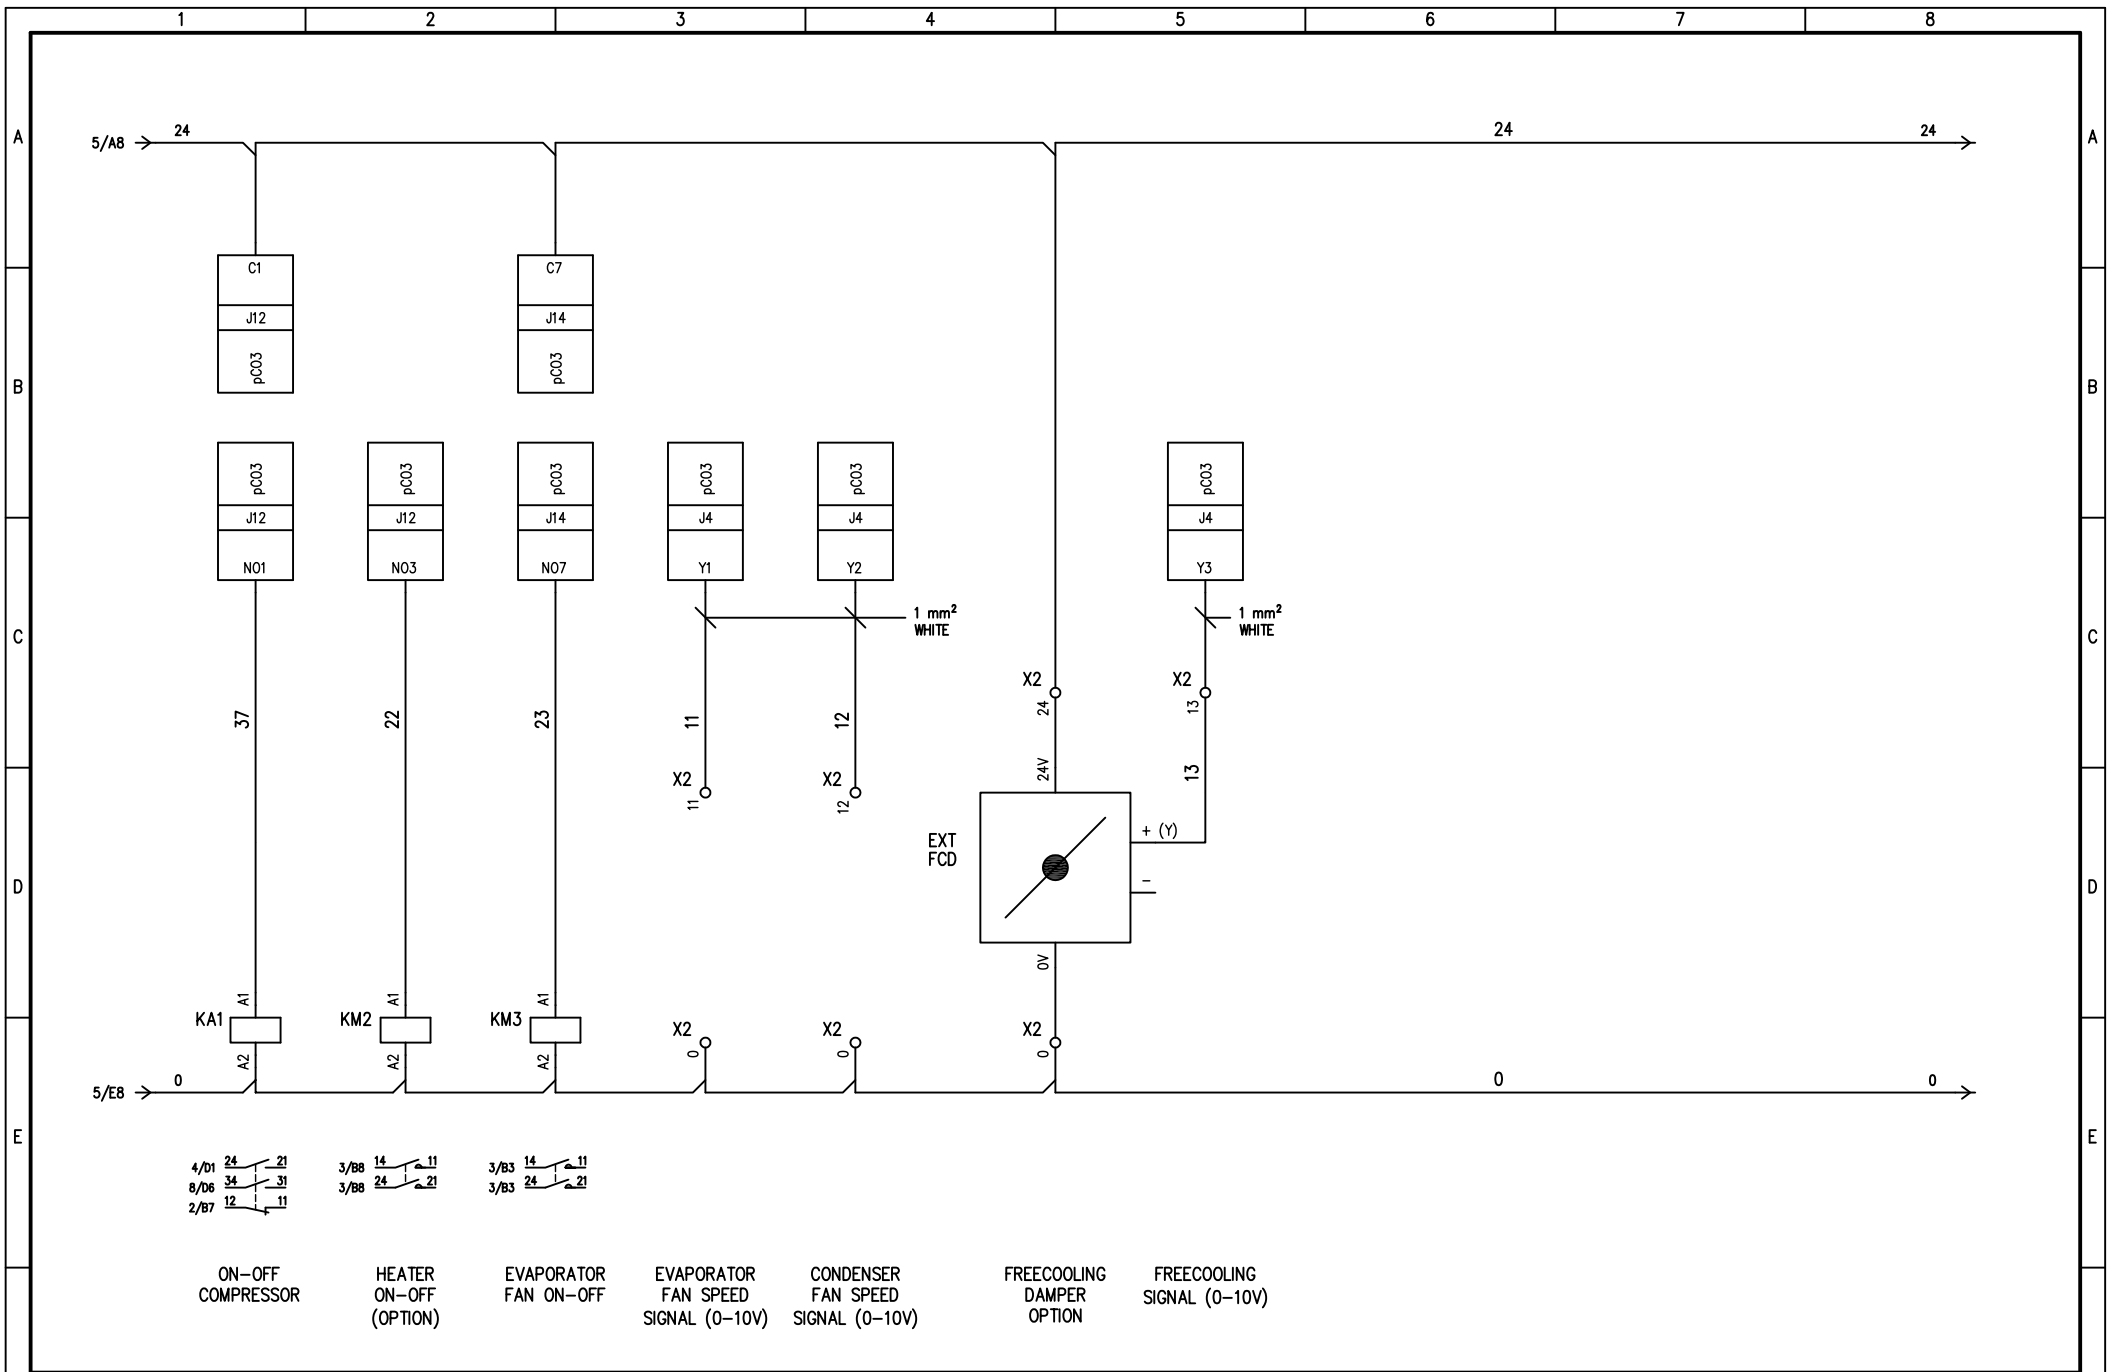 1 2 3 4 5 6 7 8
A A
5/A8 24 24 24
C1 C7
J12 J14
pCO3 pCO3
B B
pCO3 pCO3 pCO3 pCO3 pCO3 pCO3
J12 J12 J14 J4 J4 J4
NO1 NO3 NO7 Y1 Y2 Y3
1 mm² 1 mm²
WHITE WHITE
C C
X2 X2
24 13
37 22 23 11 12
24V 13
X2 X2
11 12
+ (Y)
EXT
FCD
-
D D
0V
A1 A1 A1
KA1 KM2 KM3
X2 X2 X2
0 0 0
A2 A2 A2
5/E8 0 0 0
E E
4/D1 24 21 3/B8 14 11 3/B3 14 11
8/D6 34 31 3/B8 24 21 3/B3 24 21
2/B7 12 11
ON-OFF
COMPRESSOR
HEATER
ON-OFF
(OPTION)
EVAPORATOR
FAN ON-OFF
EVAPORATOR
FAN SPEED
SIGNAL (0-10V)
CONDENSER
FAN SPEED
SIGNAL (0-10V)
FREECOOLING
DAMPER
OPTION
FREECOOLING
SIGNAL (0-10V)